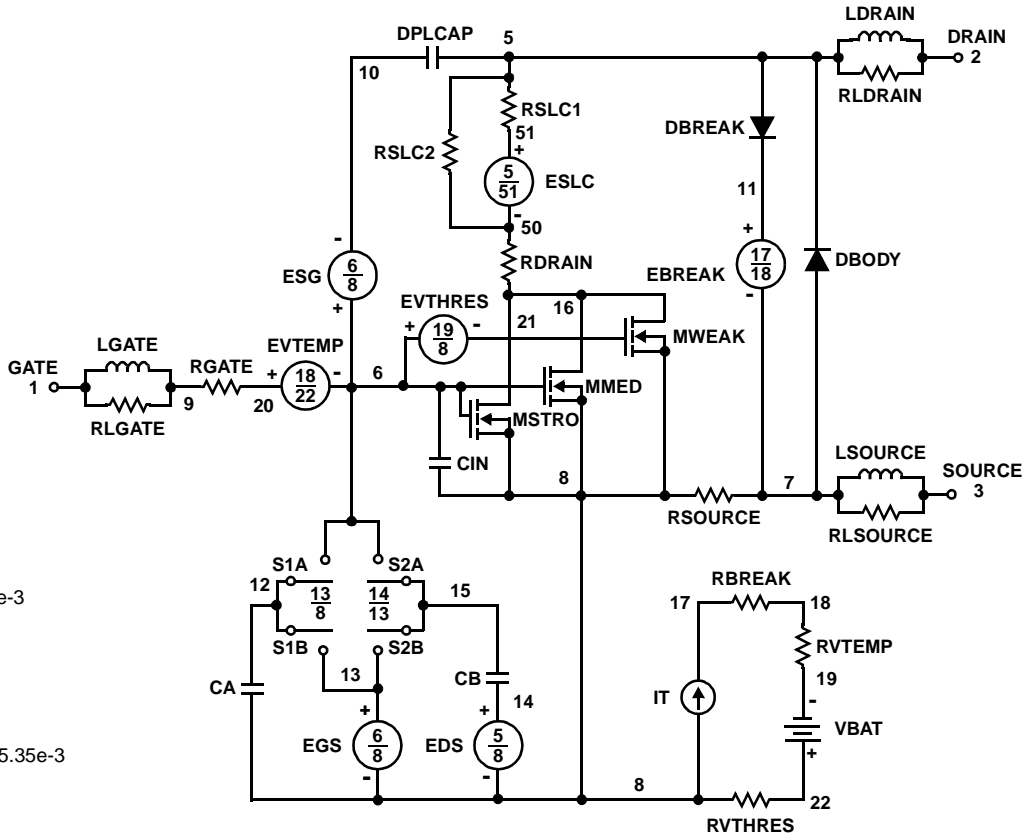 LDRAIN
DPLCAP 5 DRAIN
10 2
RLDRAIN
RSLC1
DBREAK
51
+
RSLC2
5
51
ESLC
11
-
50
+
-
17
18
RDRAIN
DBODY
6
8
ESG
EBREAK
-
EVTHRES
16
+
+ 19
8
- 21
MWEAK
LGATE
EVTEMP
GATE
1
RGATE
+ 18
22
- 6
MMED
9 20
RLGATE
MSTRO
LSOURCE
CIN
8 7
SOURCE
3
RSOURCE
RLSOURCE
S1A S2A
12 13
8
14
13
15
RBREAK
e-3
17 18
S1B S2B
RVTEMP
13
CB
19
CA
14
IT
-
+ +
VBAT
EGS 6
8
EDS 5
8
+
5.35e-3
- -
8
22
RVTHRES